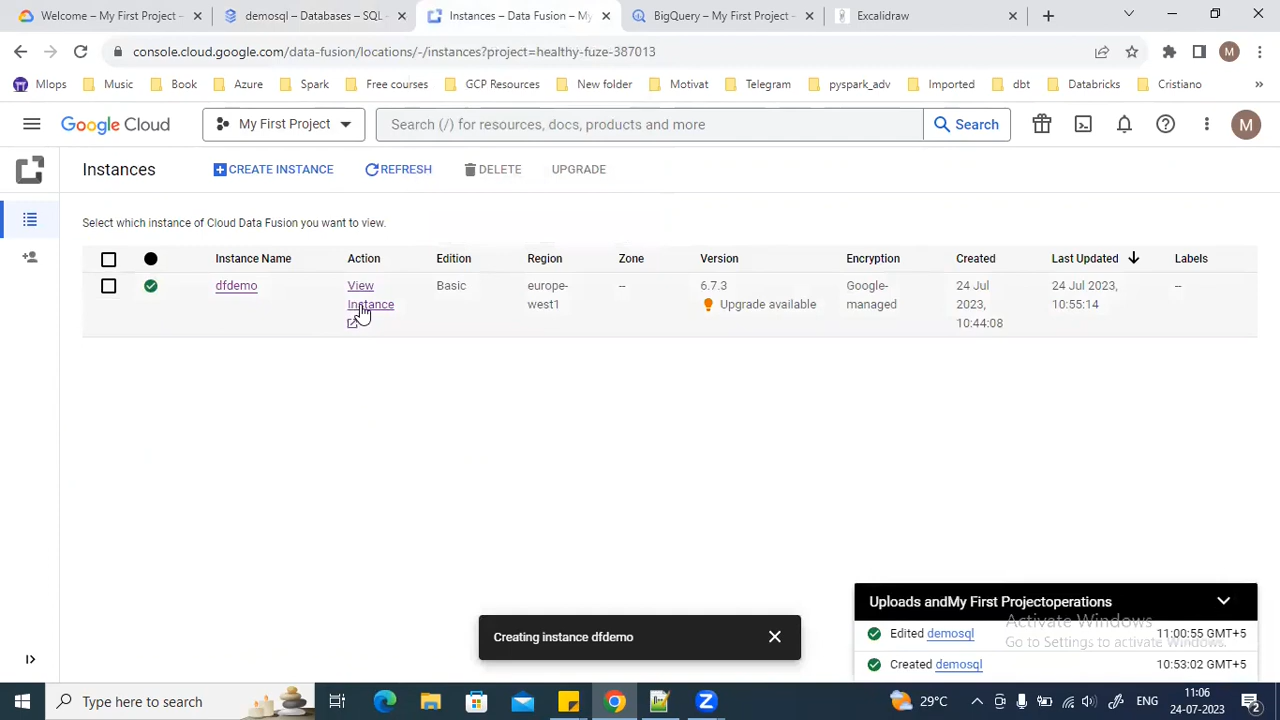 Welcome – My First Project -
demosql – Databases – SQL -
Instances – Data Fusion – My
BigQuery – My First Project -
Excalidraw
console.cloud.google.com/data-fusion/locations/-/instances?project=healthy-fuze-387013
M
Mlops
Music
Book
Azure
Spark
Free courses
GCP Resources
New folder
Motivat
Telegram
pyspark_adv
Imported
dbt
Databricks
Cristiano
»
Google Cloud
My First Project
Search (/) for resources, docs, products and more
Search
M
Instances
CREATE INSTANCE
REFRESH
DELETE
UPGRADE
Select which instance of Cloud Data Fusion you want to view.
Instance Name
Action
Edition
Region
Zone
Version
Encryption
Created
Last Updated
Labels
dfdemo
View
Instance
Basic
europe-
west1
--
6.7.3
Upgrade available
Google-
managed
24 Jul
2023,
10:44:08
24 Jul 2023,
10:55:14
--
Creating instance dfdemo
Uploads andMy First Projectoperations
Edited demosql
11:00:55 GMT+5
Created demosql
10:53:02 GMT+5
Activate Windows
Go to Settings to activate Windows.
Type here to search
29°C
ENG
11:06
24-07-2023
2